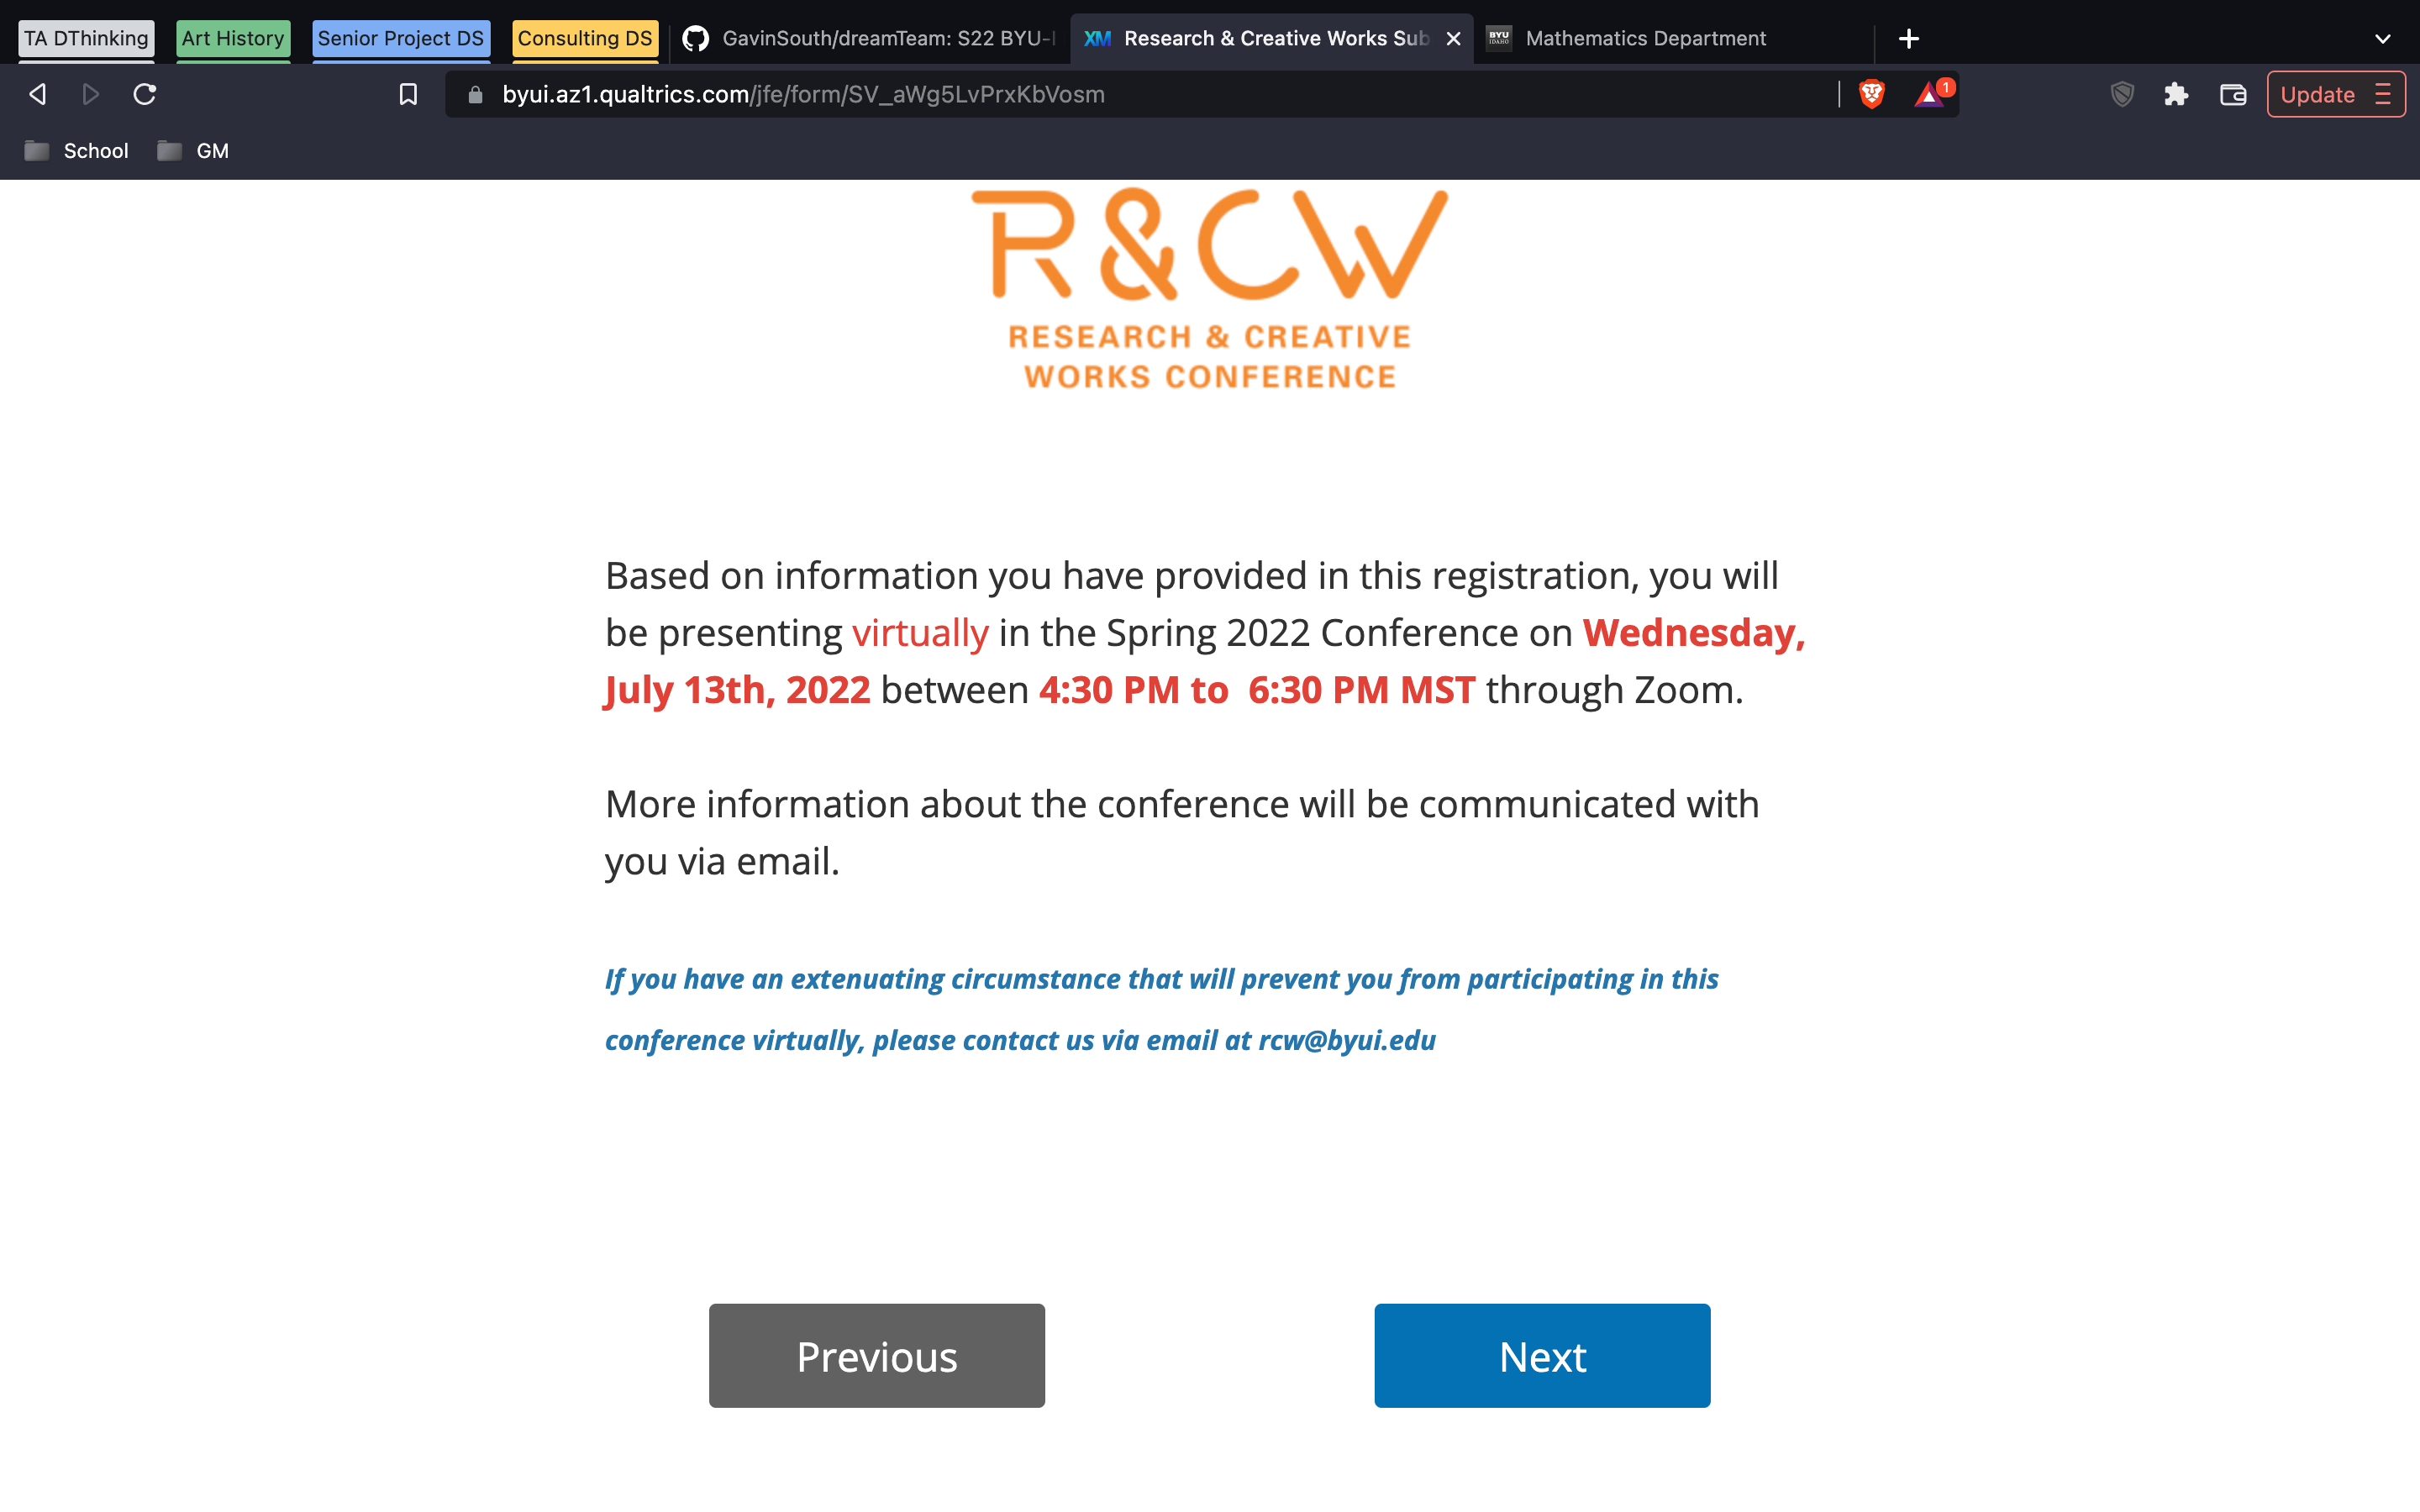 TA DThinking Art History Senior Project DS Consulting DS GavinSouth/dreamTeam: S22 BYU- Research & Creative Works Sub BYU IDAHO Mathematics Department
byui.az1.qualtrics.com/jfe/form/SV_aWg5LvPrxKbVosm 1 Update
School GM
R&CW
RESEARCH & CREATIVE
WORKS CONFERENCE
Based on information you have provided in this registration, you will
be presenting virtually in the Spring 2022 Conference on Wednesday,
July 13th, 2022 between 4:30 PM to 6:30 PM MST through Zoom.
More information about the conference will be communicated with
you via email.
If you have an extenuating circumstance that will prevent you from participating in this
conference virtually, please contact us via email at rcw@byui.edu
Previous Next